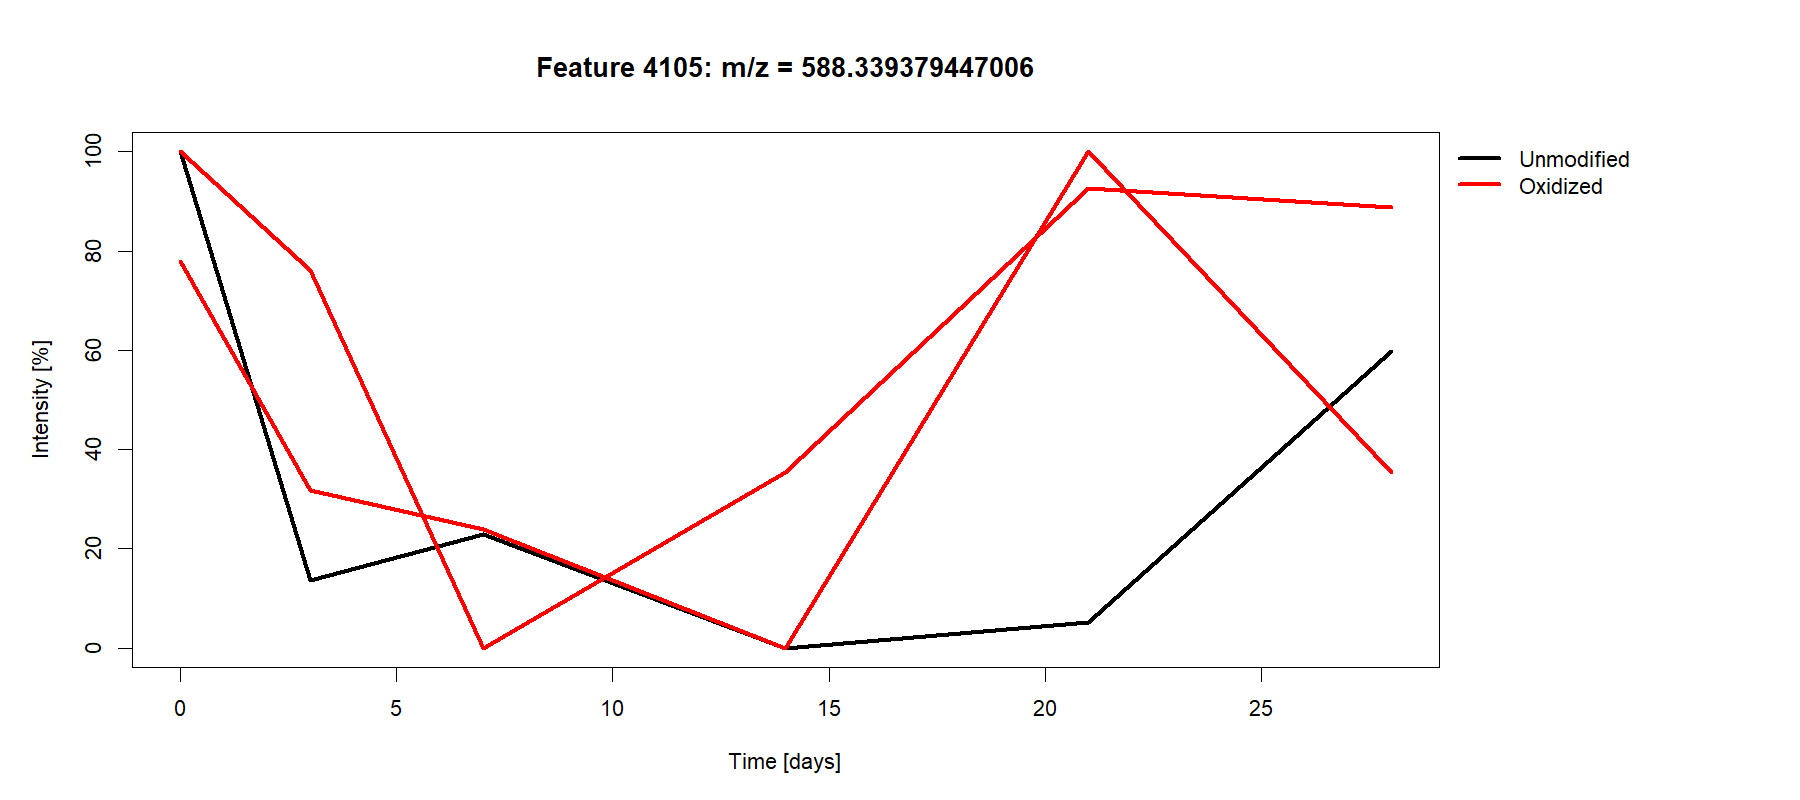 Feature 4105: m/z = 588.339379447006
Unmodified
Oxidized
Intensity [%]
100
80
60
40
20
0
0 5 10 15 20 25
Time [days]